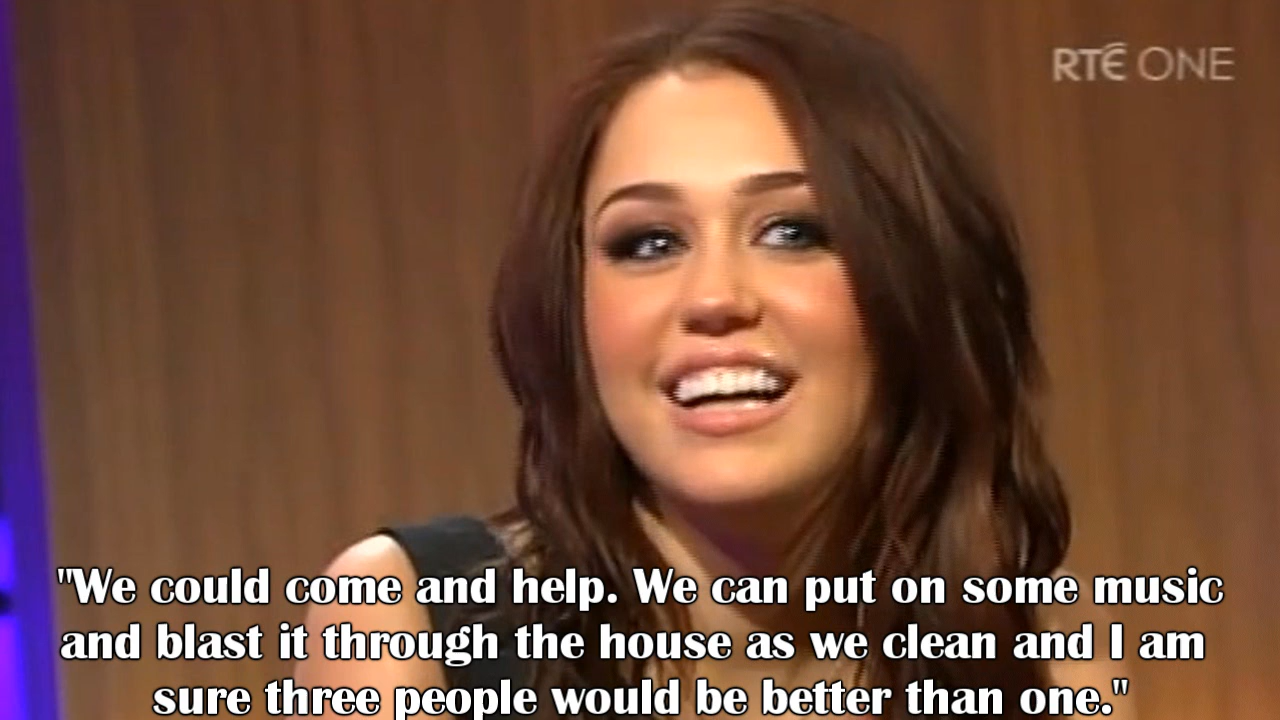 RTÉ ONE
"We could come and help. We can put on some music
and blast it through the house as we clean and I am
sure three people would be better than one."